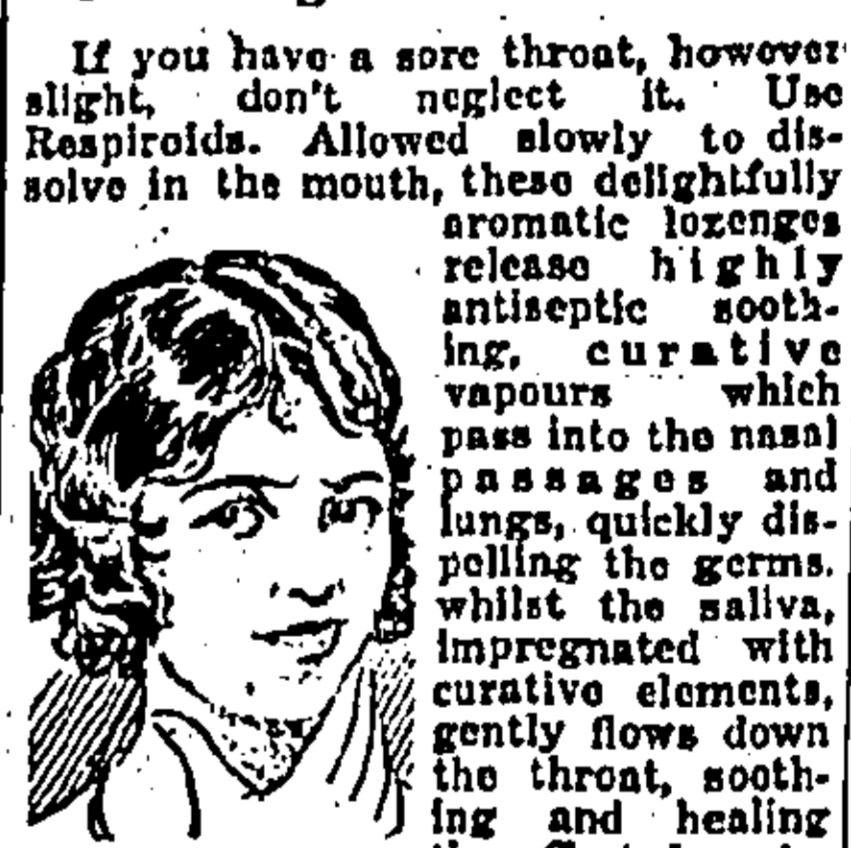 If you have a sore throat, however
slight, don't neglect it. Use
Respiroids. Allowed slowly to dis-
solve in the mouth, these delightfully
aromatic lozenges
release highly
antiseptic sooth-
ing, curative
vapours which
pass into the nasal
passages and
lungs, quickly dis-
pelling the germs.
whilst the saliva,
impregnated with
curative elements,
gently flows down
the throat, sooth-
ing and healing